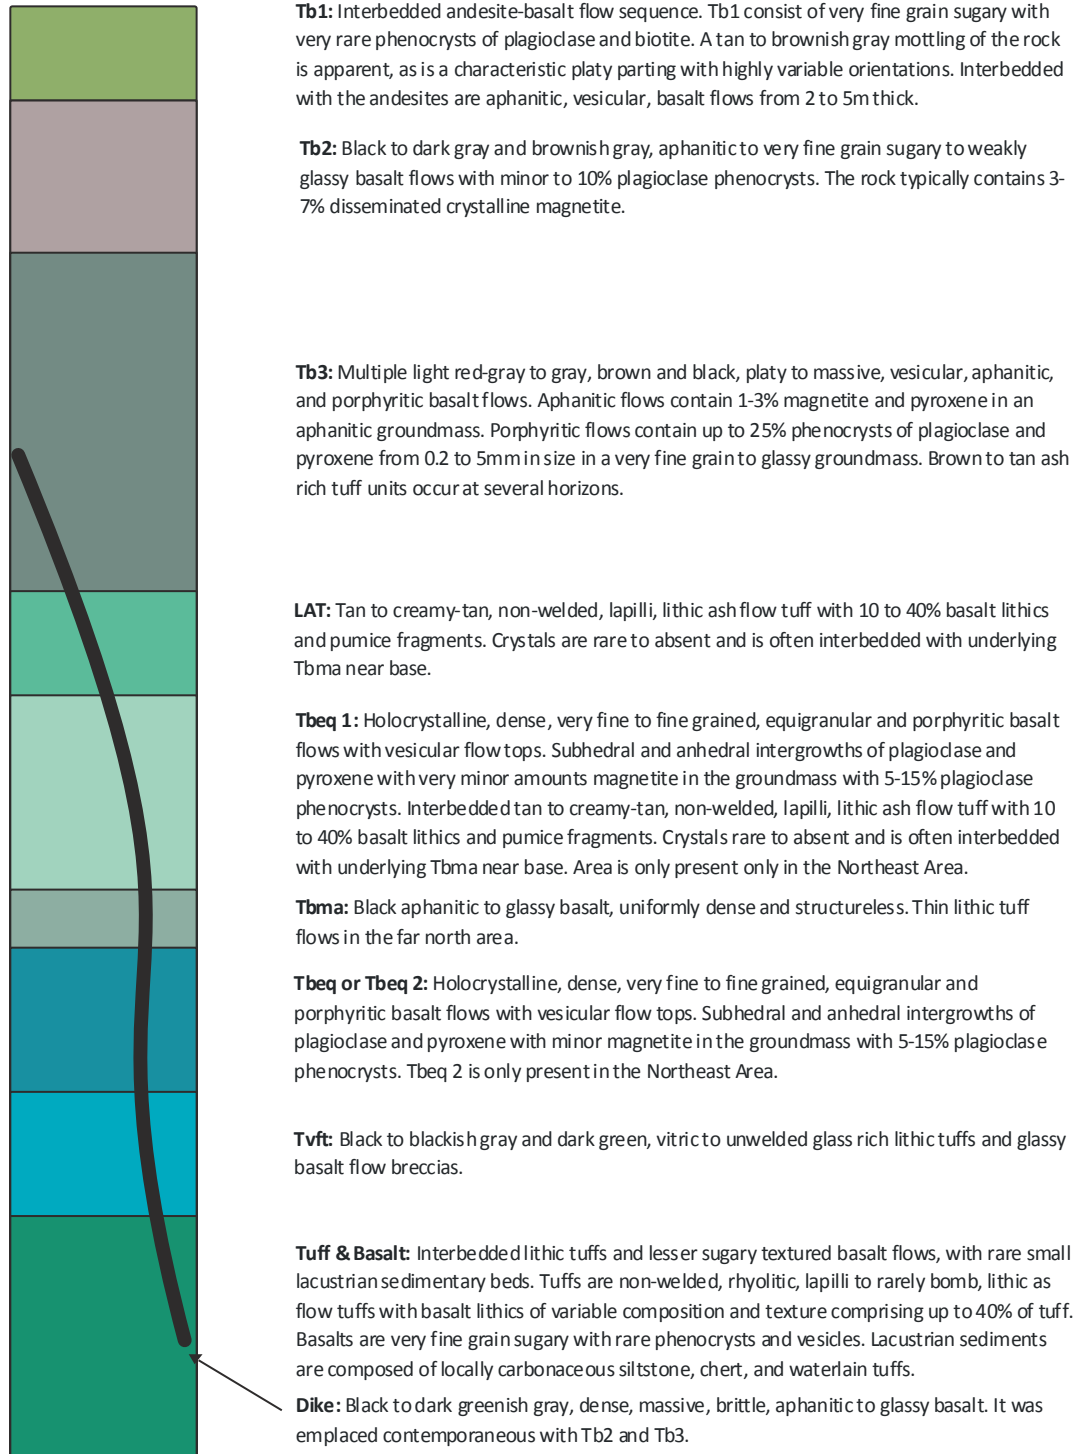 Tb1: Interbedded andesite-basalt flow sequence. Tb1 consist of very fine grain sugary with
very rare phenocrysts of plagioclase and biotite. A tan to brownish gray mottling of the rock
is apparent, as is a characteristic platy parting with highly variable orientations. Interbedded
with the andesites are aphanitic, vesicular, basalt flows from 2 to 5m thick.
Tb2: Black to dark gray and brownish gray, aphanitic to very fine grain sugary to weakly
glassy basalt flows with minor to 10% plagioclase phenocrysts. The rock typically contains 3-
7% disseminated crystalline magnetite.
Tb3: Multiple light red-gray to gray, brown and black, platy to massive, vesicular, aphanitic,
and porphyritic basalt flows. Aphanitic flows contain 1-3% magnetite and pyroxene in an
aphanitic groundmass. Porphyritic flows contain up to 25% phenocrysts of plagioclase and
pyroxene from 0.2 to 5mm in size in a very fine grain to glassy groundmass. Brown to tan ash
rich tuff units occur at several horizons.
LAT: Tan to creamy-tan, non-welded, lapilli, lithic ash flow tuff with 10 to 40% basalt lithics
and pumice fragments. Crystals are rare to absent and is often interbedded with underlying
Tbma near base.
Tbeq 1: Holocrystalline, dense, very fine to fine grained, equigranular and porphyritic basalt
flows with vesicular flow tops. Subhedral and anhedral intergrowths of plagioclase and
pyroxene with very minor amounts magnetite in the groundmass with 5-15% plagioclase
phenocrysts. Interbedded tan to creamy-tan, non-welded, lapilli, lithic ash flow tuff with 10
to 40% basalt lithics and pumice fragments. Crystals rare to absent and is often interbedded
with underlying Tbma near base. Area is only present only in the Northeast Area.
Tbma: Black aphanitic to glassy basalt, uniformly dense and structureless. Thin lithic tuff
flows in the far north area.
Tbeq or Tbeq 2: Holocrystalline, dense, very fine to fine grained, equigranular and
porphyritic basalt flows with vesicular flow tops. Subhedral and anhedral intergrowths of
plagioclase and pyroxene with minor magnetite in the groundmass with 5-15% plagioclase
phenocrysts. Tbeq 2 is only present in the Northeast Area.
Tvft: Black to blackish gray and dark green, vitric to unwelded glass rich lithic tuffs and glassy
basalt flow breccias.
Tuff & Basalt: Interbedded lithic tuffs and lesser sugary textured basalt flows, with rare small
lacustrian sedimentary beds. Tuffs are non-welded, rhyolitic, lapilli to rarely bomb, lithic as
flow tuffs with basalt lithics of variable composition and texture comprising up to 40% of tuff.
Basalts are very fine grain sugary with rare phenocrysts and vesicles. Lacustrian sediments
are composed of locally carbonaceous siltstone, chert, and waterlain tuffs.
Dike: Black to dark greenish gray, dense, massive, brittle, aphanitic to glassy basalt. It was
emplaced contemporaneous with Tb2 and Tb3.